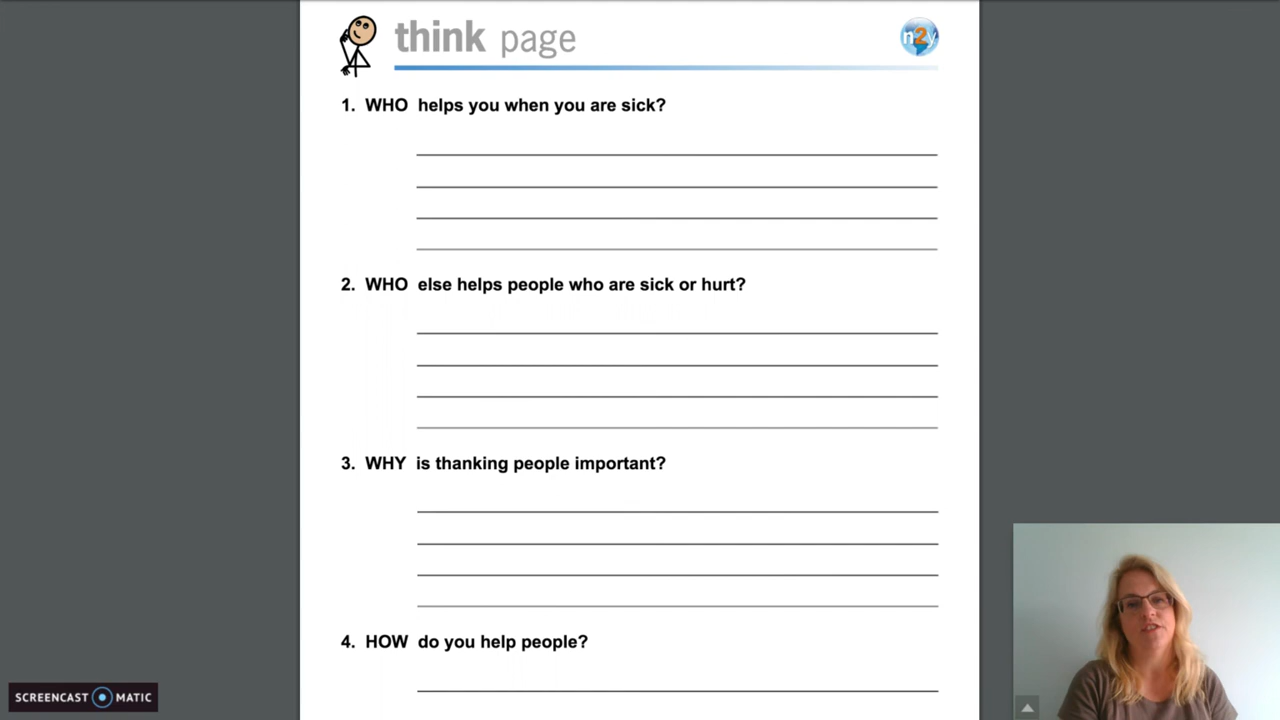 think page
n2y
1. WHO helps you when you are sick?
2. WHO else helps people who are sick or hurt?
3. WHY is thanking people important?
4. HOW do you help people?
SCREENCAST MATIC